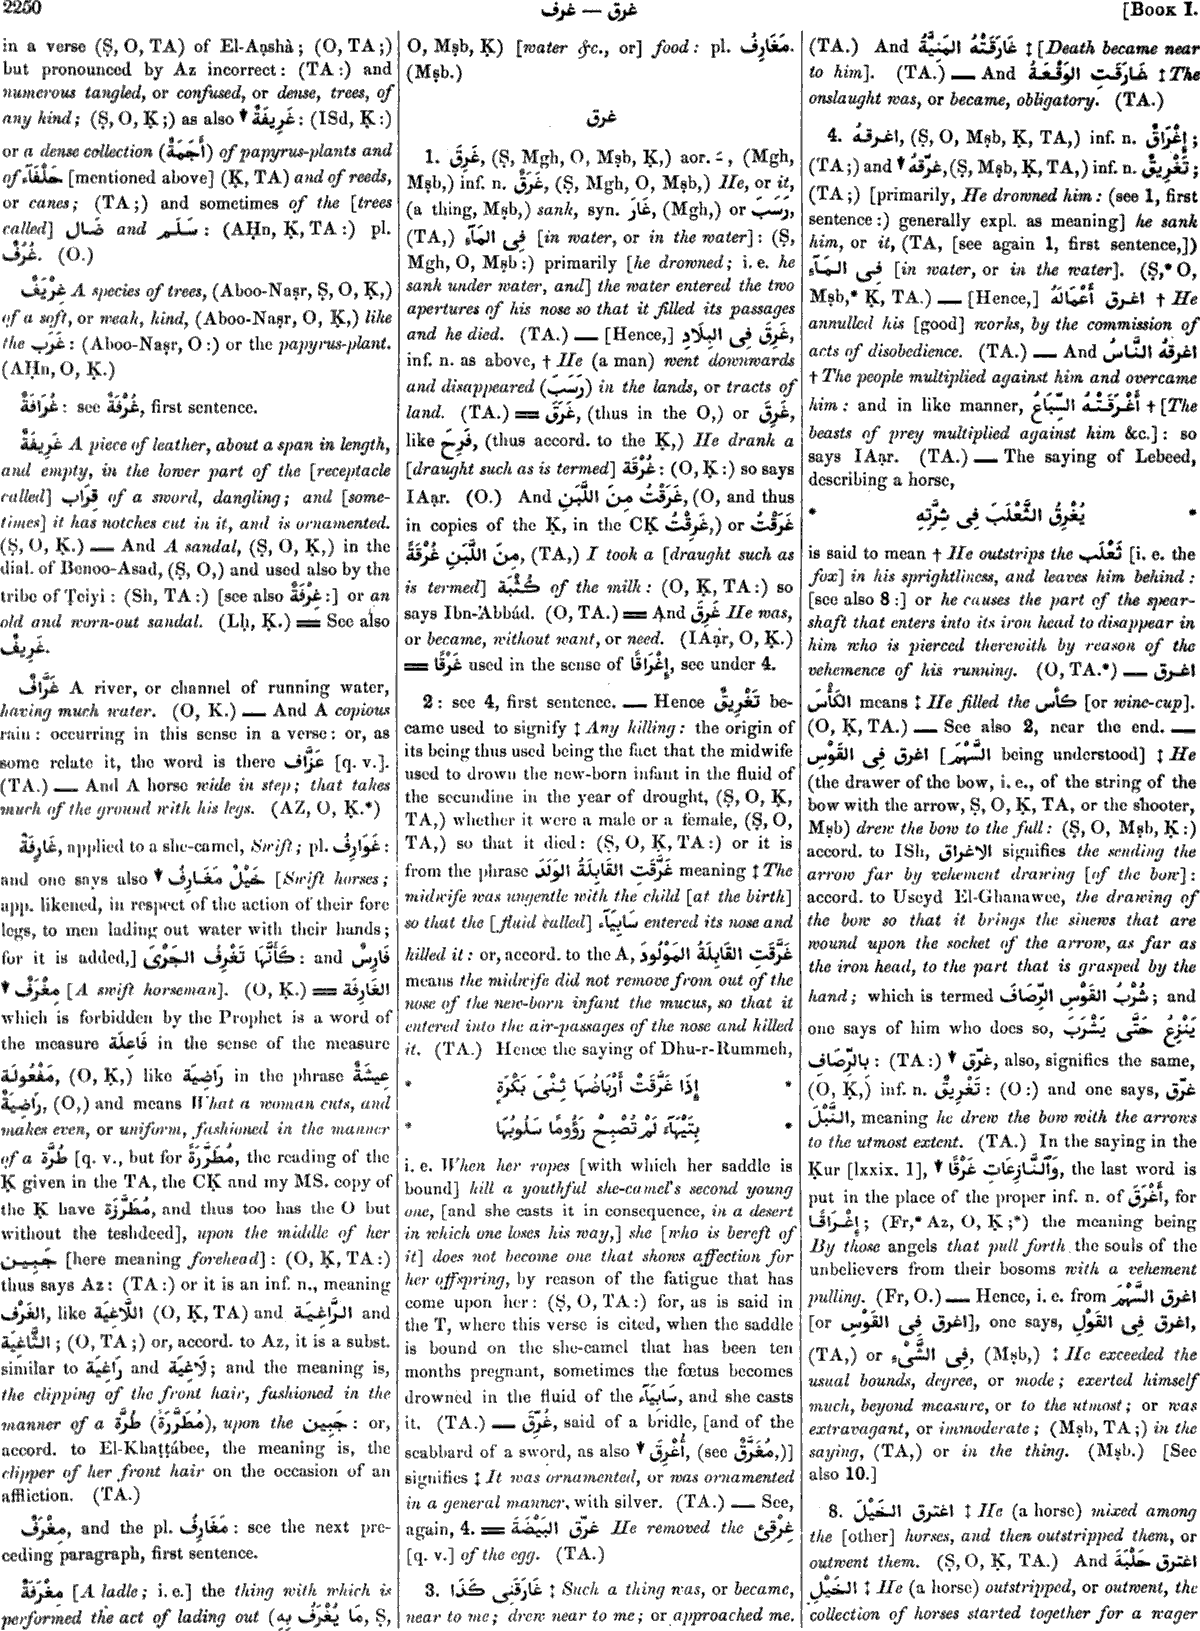 2250
غرق — غرف
[Book I.
in a verse (Ṣ, O, TA) of El-Aạshà; (O, TA;)
but pronounced by Az incorrect: (TA:) and
numerous tangled, or confused, or dense, trees, of
any kind; (Ṣ, O, Ḳ;) as also ↓ غَرِيفَةٌ: (ISd, Ḳ:)
or a dense collection (أَجَمَةٌ) of papyrus-plants and
of حَلْفَآء [mentioned above] (Ḳ, TA) and of reeds,
or canes; (TA;) and sometimes of the [trees
called] ضَال and سَلَم: (AḤn, Ḳ, TA:) pl.
غُرُفٌ. (O.)
غِرْيَفٌ A species of trees, (Aboo-Naṣr, Ṣ, O, Ḳ,)
of a soft, or weak, kind, (Aboo-Naṣr, O, Ḳ,) like
the غَرَب: (Aboo-Naṣr, O:) or the papyrus-plant.
(AḤn, O, Ḳ.)
غُرَافَةٌ: see غُرْفَةٌ, first sentence.
غَرِيفَةٌ A piece of leather, about a span in length,
and empty, in the lower part of the [receptacle
called] قِرَاب of a sword, dangling; and [some-
times] it has notches cut in it, and is ornamented.
(Ṣ, O, Ḳ.) — And A sandal, (Ṣ, O, Ḳ,) in the
dial. of Benoo-Asad, (Ṣ, O,) and used also by the
tribe of Ṭeiyi: (Sh, TA:) [see also غِرْفَةٌ:] or an
old and worn-out sandal. (Lḥ, Ḳ.) = See also
غَرِيفٌ.
غَرَّافٌ A river, or channel of running water,
having much water. (O, K.) — And A copious
rain: occurring in this sense in a verse: or, as
some relate it, the word is there عَزَّاف [q. v.].
(TA.) — And A horse wide in step; that takes
much of the ground with his legs. (AZ, O, Ḳ.*)
غَارِفَةٌ, applied to a she-camel, Swift; pl. غَوَارِفُ:
and one says also ↓ خَيْلٌ مَغَارِفُ [Swift horses;
app. likened, in respect of the action of their fore
legs, to men lading out water with their hands;
for it is added,] كَأَنَّهَا تَغْرِفُ الجَرْىَ: and فَارِسٌ
↓ مِغْرَفٌ [A swift horseman]. (O, Ḳ.) = الغَارِفَة
which is forbidden by the Prophet is a word of
the measure فَاعِلَة in the sense of the measure
مَفْعُولَة, (O, Ḳ,) like رَاضِيَة in the phrase عِيشَةٌ
رَاضِيَةٌ, (O,) and means What a woman cuts, and
makes even, or uniform, fashioned in the manner
of a طُرَّة [q. v., but for مُطَرَّرَةً, the reading of the
Ḳ given in the TA, the CḲ and my MS. copy of
the Ḳ have مُطَرَّزَة, and thus too has the O but
without the teshdeed], upon the middle of her
جَبِين [here meaning forehead]: (O, Ḳ, TA:)
thus says Az: (TA:) or it is an inf. n., meaning
الغَرْف, like اللَّاغِيَة (O, Ḳ, TA) and الرَّاغِيَة and
الثَّاغِيَة; (O, TA;) or, accord. to Az, it is a subst.
similar to رَاغِيَة and لَاغِيَة; and the meaning is,
the clipping of the front hair, fashioned in the
manner of a طُرَّة (مُطَرَّرَةً), upon the جَبِين: or,
accord. to El-Khaṭṭábee, the meaning is, the
clipper of her front hair on the occasion of an
affliction. (TA.)
مِغْرَفٌ, and the pl. مَغَارِفُ: see the next pre-
ceding paragraph, first sentence.
مِغْرَفَةٌ [A ladle; i. e.] the thing with which is
performed the act of lading out (مَا يُغْرَفُ بِهِ, Ṣ,
O, Mṣb, Ḳ) [water &c., or] food: pl. مَغَارِفُ.
(Mṣb.)
غرق
1. غَرِقَ, (Ṣ, Mgh, O, Mṣb, Ḳ,) aor. ـَ, (Mgh,
Mṣb,) inf. n. غَرَقٌ, (Ṣ, Mgh, O, Mṣb,) He, or it,
(a thing, Mṣb,) sank, syn. غَارَ, (Mgh,) or رَسَبَ,
(TA,) فِى المَآءِ [in water, or in the water]: (Ṣ,
Mgh, O, Mṣb:) primarily [he drowned; i. e. he
sank under water, and] the water entered the two
apertures of his nose so that it filled its passages
and he died. (TA.) — [Hence,] غَرِقَ فِى البِلَادِ,
inf. n. as above, † He (a man) went downwards
and disappeared (رَسَبَ) in the lands, or tracts of
land. (TA.) = غَرَقَ, (thus in the O,) or غَرِقَ,
like فَرِحَ, (thus accord. to the Ḳ,) He drank a
[draught such as is termed] غُرْقَة: (O, Ḳ:) so says
IAạr. (O.) And غَرَقْتُ مِنَ اللَّبَنِ, (O, and thus
in copies of the Ḳ, in the CḲ غَرِقْتُ,) or غَرَقْتُ
مِنَ اللَّبَنِ غُرْقَةً, (TA,) I took a [draught such as
is termed] كُثْبَة of the milk: (O, Ḳ, TA:) so
says Ibn-'Abbád. (O, TA.) = And غَرِقَ He was,
or became, without want, or need. (IAạr, O, Ḳ.)
= غَرْقًا used in the sense of إِغْرَاقًا, see under 4.
2: see 4, first sentence. — Hence تَغْرِيقٌ be-
came used to signify ‡ Any killing: the origin of
its being thus used being the fact that the midwife
used to drown the new-born infant in the fluid of
the secundine in the year of drought, (Ṣ, O, Ḳ,
TA,) whether it were a male or a female, (Ṣ, O,
TA,) so that it died: (Ṣ, O, Ḳ, TA:) or it is
from the phrase غَرَّقَتِ القَابِلَةُ الوَلَدَ meaning ‡ The
midwife was ungentle with the child [at the birth]
so that the [fluid called] سَابِيَآء entered its nose and
killed it: or, accord. to the A, غَرَّقَتِ القَابِلَةُ المَوْلُودَ
means the midwife did not remove from out of the
nose of the new-born infant the mucus, so that it
entered into the air-passages of the nose and killed
it. (TA.) Hence the saying of Dhu-r-Rummeh,
* إِذَا غَرَّقَتْ أَرْبَاضُهَا ثِنْىَ بَكْرَةٍ *
* بِتَيْهَآءَ لَمْ تُصْبِحْ رَؤُومًا سَلُوبُهَا *
i. e. When her ropes [with which her saddle is
bound] kill a youthful she-camel's second young
one, [and she casts it in consequence, in a desert
in which one loses his way,] she [who is bereft of
it] does not become one that shows affection for
her offspring, by reason of the fatigue that has
come upon her: (Ṣ, O, TA:) for, as is said in
the T, where this verse is cited, when the saddle
is bound on the she-camel that has been ten
months pregnant, sometimes the fœtus becomes
drowned in the fluid of the سَابِيَآء, and she casts
it. (TA.) — غُرِّقَ, said of a bridle, [and of the
scabbard of a sword, as also ↓ أُغْرِقَ, (see مُغَرَّقٌ,)]
signifies ‡ It was ornamented, or was ornamented
in a general manner, with silver. (TA.) — See,
again, 4. = غرّق البَيْضَةَ He removed the غِرْقِئ
[q. v.] of the egg. (TA.)
3. غَارَقَنِى كَذَا ‡ Such a thing was, or became,
near to me; drew near to me; or approached me.
(TA.) And غَارَقَتْهُ المَنِيَّةُ ‡ [Death became near
to him]. (TA.) — And غَارَقَتِ الوَقْعَةُ ‡ The
onslaught was, or became, obligatory. (TA.)
4. اغرقهُ, (Ṣ, O, Mṣb, Ḳ, TA,) inf. n. إِغْرَاقٌ;
(TA;) and ↓ غرّقهُ, (Ṣ, Mṣb, Ḳ, TA,) inf. n. تَغْرِيقٌ;
(TA;) [primarily, He drowned him: (see 1, first
sentence:) generally expl. as meaning] he sank
him, or it, (TA, [see again 1, first sentence,])
فِى المَآءِ [in water, or in the water]. (Ṣ,* O,
Mṣb,* Ḳ, TA.) — [Hence,] اغرق أَعْمَالَهُ † He
annulled his [good] works, by the commission of
acts of disobedience. (TA.) — And اغرقهُ النَّاسُ
† The people multiplied against him and overcame
him: and in like manner, أَغْرَقَتْهُ السِّبَاعُ † [The
beasts of prey multiplied against him &c.]: so
says IAạr. (TA.) — The saying of Lebeed,
describing a horse,
* يُغْرِقُ الثَّعْلَبَ فِى شِرَّتِهِ *
is said to mean † He outstrips the ثَعْلَب [i. e. the
fox] in his sprightliness, and leaves him behind:
[see also 8:] or he causes the part of the spear-
shaft that enters into its iron head to disappear in
him who is pierced therewith by reason of the
vehemence of his running. (O, TA.*) — اغرق
الكَأْسَ means ‡ He filled the كَأْس [or wine-cup].
(O, Ḳ, TA.) — See also 2, near the end. —
اغرق فِى القَوْسِ [السَّهْمَ being understood] ‡ He
(the drawer of the bow, i. e., of the string of the
bow with the arrow, Ṣ, O, Ḳ, TA, or the shooter,
Mṣb) drew the bow to the full: (Ṣ, O, Mṣb, Ḳ:)
accord. to ISh, الاغراق signifies the sending the
arrow far by vehement drawing [of the bow]:
accord. to Useyd El-Ghanawee, the drawing of
the bow so that it brings the sinews that are
wound upon the socket of the arrow, as far as
the iron head, to the part that is grasped by the
hand; which is termed شُرْبُ القَوْسِ الرِّصَافَ; and
one says of him who does so, يَنْزِعُ حَتَّى يَشْرَبَ
بِالرِّصَافِ: (TA:) ↓ غرّق, also, signifies the same,
(O, Ḳ,) inf. n. تَغْرِيقٌ: (O:) and one says, غرّق
النَّبْلَ, meaning he drew the bow with the arrows
to the utmost extent. (TA.) In the saying in the
Ḳur [lxxix. 1], ↓ وَٱلنَّازِعَاتِ غَرْقًا, the last word is
put in the place of the proper inf. n. of أَغْرَقَ, for
إِغْرَاقًا; (Fr,* Az, O, Ḳ;*) the meaning being
By those angels that pull forth the souls of the
unbelievers from their bosoms with a vehement
pulling. (Fr, O.) — Hence, i. e. from اغرق السَّهْمَ
[or اغرق فِى القَوْسِ], one says, اغرق فِى القَوْلِ,
(TA,) or فِى الشَّىْءِ, (Mṣb,) ‡ He exceeded the
usual bounds, degree, or mode; exerted himself
much, beyond measure, or to the utmost; or was
extravagant, or immoderate; (Mṣb, TA;) in the
saying, (TA,) or in the thing. (Mṣb.) [See
also 10.]
8. اغترق الخَيْلَ ‡ He (a horse) mixed among
the [other] horses, and then outstripped them, or
outwent them. (Ṣ, O, Ḳ, TA.) And اغترق حَلْبَةَ
الخَيْلِ ‡ He (a horse) outstripped, or outwent, the
collection of horses started together for a wager